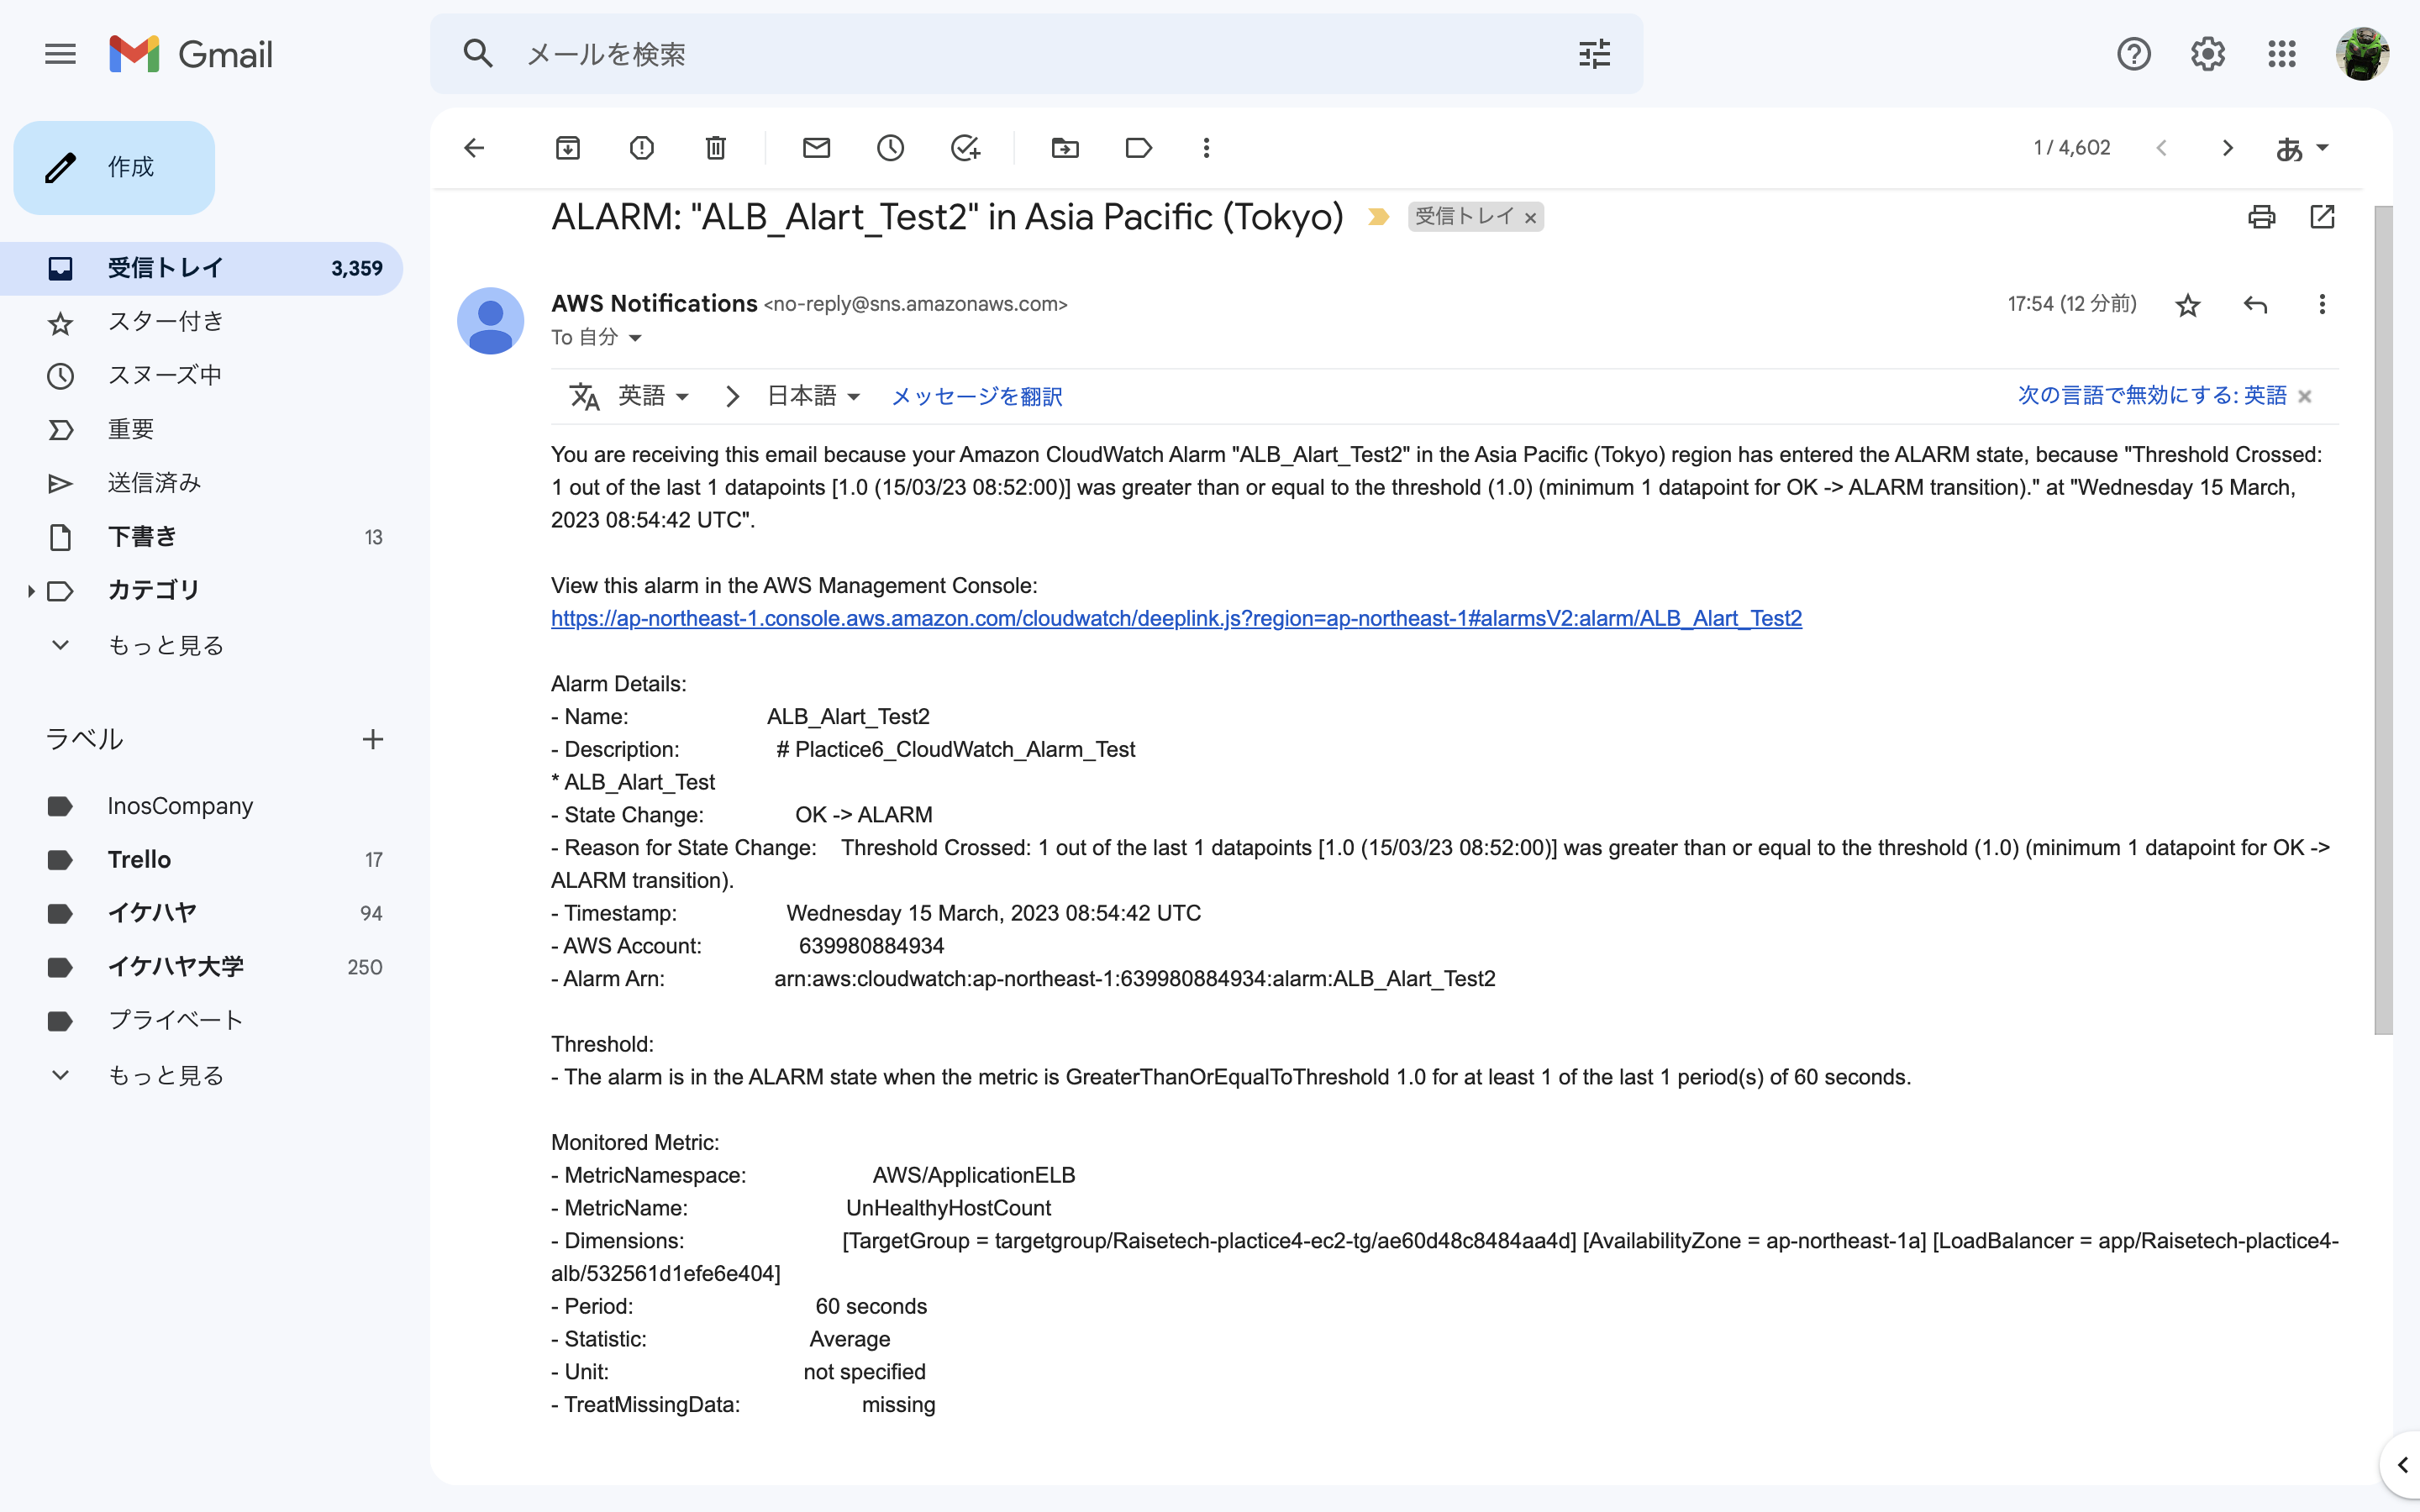 Gmail
メールを検索
作成
1 / 4,602
あ
受信トレイ 3,359
スター付き
スヌーズ中
重要
送信済み
下書き 13
カテゴリ
もっと見る
ラベル
InosCompany
Trello 17
イケハヤ 94
イケハヤ大学 250
プライベート
もっと見る
ALARM: "ALB_Alart_Test2" in Asia Pacific (Tokyo) 受信トレイ ×
AWS Notifications <no-reply@sns.amazonaws.com> 17:54 (12 分前)
To 自分
英語 日本語 メッセージを翻訳 次の言語で無効にする: 英語 ×
You are receiving this email because your Amazon CloudWatch Alarm "ALB_Alart_Test2" in the Asia Pacific (Tokyo) region has entered the ALARM state, because "Threshold Crossed:
1 out of the last 1 datapoints [1.0 (15/03/23 08:52:00)] was greater than or equal to the threshold (1.0) (minimum 1 datapoint for OK -> ALARM transition)." at "Wednesday 15 March,
2023 08:54:42 UTC".
View this alarm in the AWS Management Console:
https://ap-northeast-1.console.aws.amazon.com/cloudwatch/deeplink.js?region=ap-northeast-1#alarmsV2:alarm/ALB_Alart_Test2
Alarm Details:
- Name: ALB_Alart_Test2
- Description: # Plactice6_CloudWatch_Alarm_Test
* ALB_Alart_Test
- State Change: OK -> ALARM
- Reason for State Change: Threshold Crossed: 1 out of the last 1 datapoints [1.0 (15/03/23 08:52:00)] was greater than or equal to the threshold (1.0) (minimum 1 datapoint for OK ->
ALARM transition).
- Timestamp: Wednesday 15 March, 2023 08:54:42 UTC
- AWS Account: 639980884934
- Alarm Arn: arn:aws:cloudwatch:ap-northeast-1:639980884934:alarm:ALB_Alart_Test2
Threshold:
- The alarm is in the ALARM state when the metric is GreaterThanOrEqualToThreshold 1.0 for at least 1 of the last 1 period(s) of 60 seconds.
Monitored Metric:
- MetricNamespace: AWS/ApplicationELB
- MetricName: UnHealthyHostCount
- Dimensions: [TargetGroup = targetgroup/Raisetech-plactice4-ec2-tg/ae60d48c8484aa4d] [AvailabilityZone = ap-northeast-1a] [LoadBalancer = app/Raisetech-plactice4-
alb/532561d1efe6e404]
- Period: 60 seconds
- Statistic: Average
- Unit: not specified
- TreatMissingData: missing